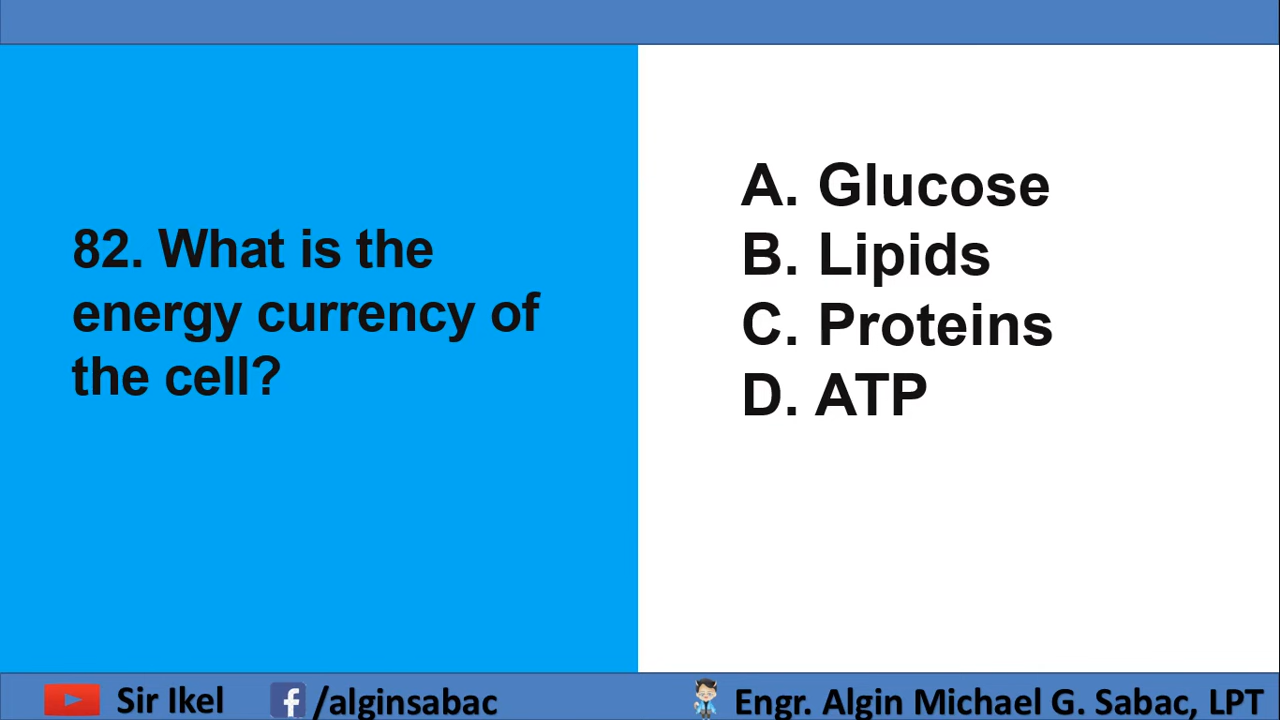 82. What is the
energy currency of
the cell?
A. Glucose
B. Lipids
C. Proteins
D. ATP
Sir Ikel
/alginsabac
Engr. Algin Michael G. Sabac, LPT